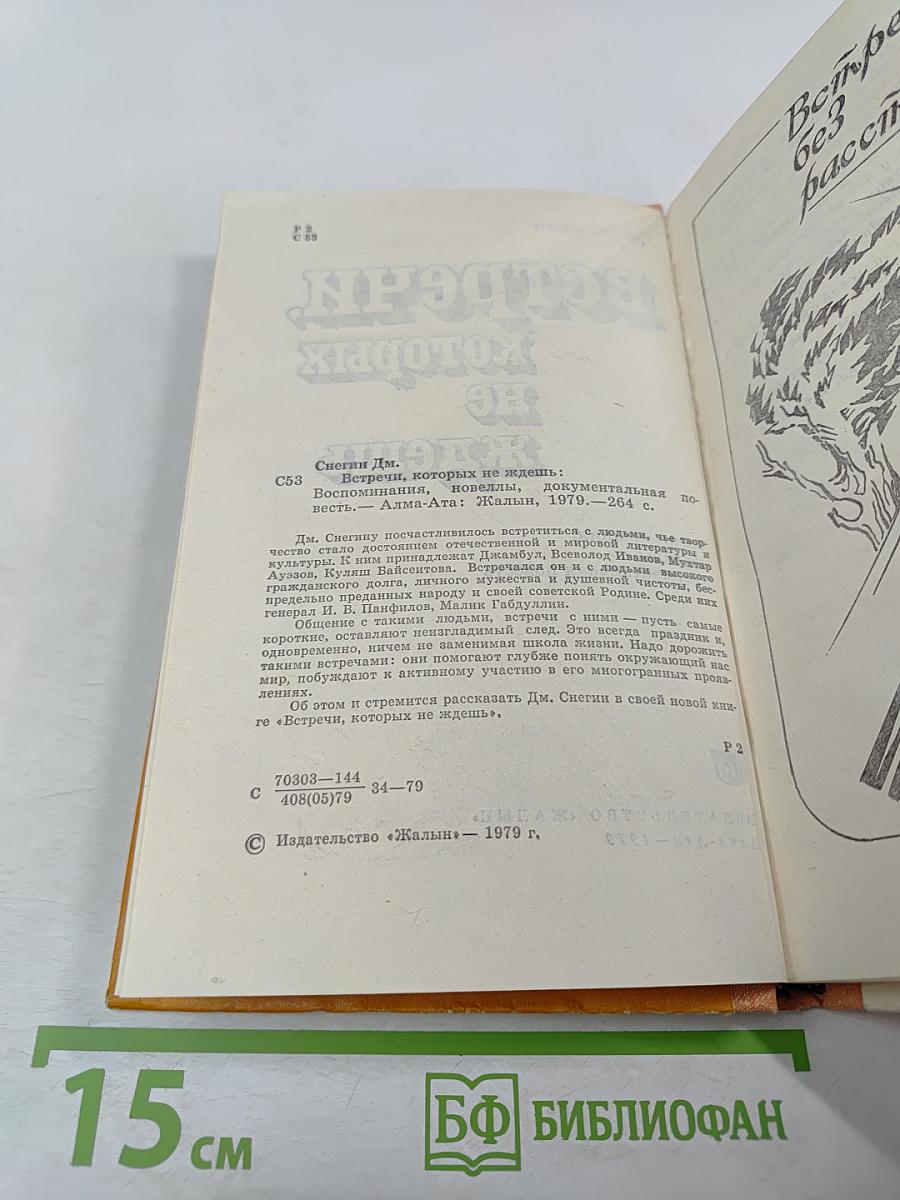 Р 2
С 53
Снегин Дм.
С53 Встречи, которых не ждешь:
Воспоминания, новеллы, документальная по-
весть.— Алма-Ата: Жалын, 1979.—264 с.
Дм. Снегину посчастливилось встретиться с людьми, чье твор-
чество стало достоянием отечественной и мировой литературы и
культуры. К ним принадлежат Джамбул, Всеволод Иванов, Мухтар
Ауэзов, Куляш Байсеитова. Встречался он и с людьми высокого
гражданского долга, личного мужества и душевной чистоты, бес-
предельно преданных народу и своей советской Родине. Среди них
генерал И. В. Панфилов, Малик Габдуллин.
Общение с такими людьми, встречи с ними — пусть самые
короткие, оставляют неизгладимый след. Это всегда праздник и,
одновременно, ничем не заменимая школа жизни. Надо дорожить
такими встречами: они помогают глубже понять окружающий нас
мир, побуждают к активному участию в его многогранных прояв-
лениях.
Об этом и стремится рассказать Дм. Снегин в своей новой кни-
ге «Встречи, которых не ждешь».
Р 2
С 70303—144
408(05)79 34—79
© Издательство «Жалын» — 1979 г.
Встре
без
расст
15 см
БФ БИБЛИОФАН